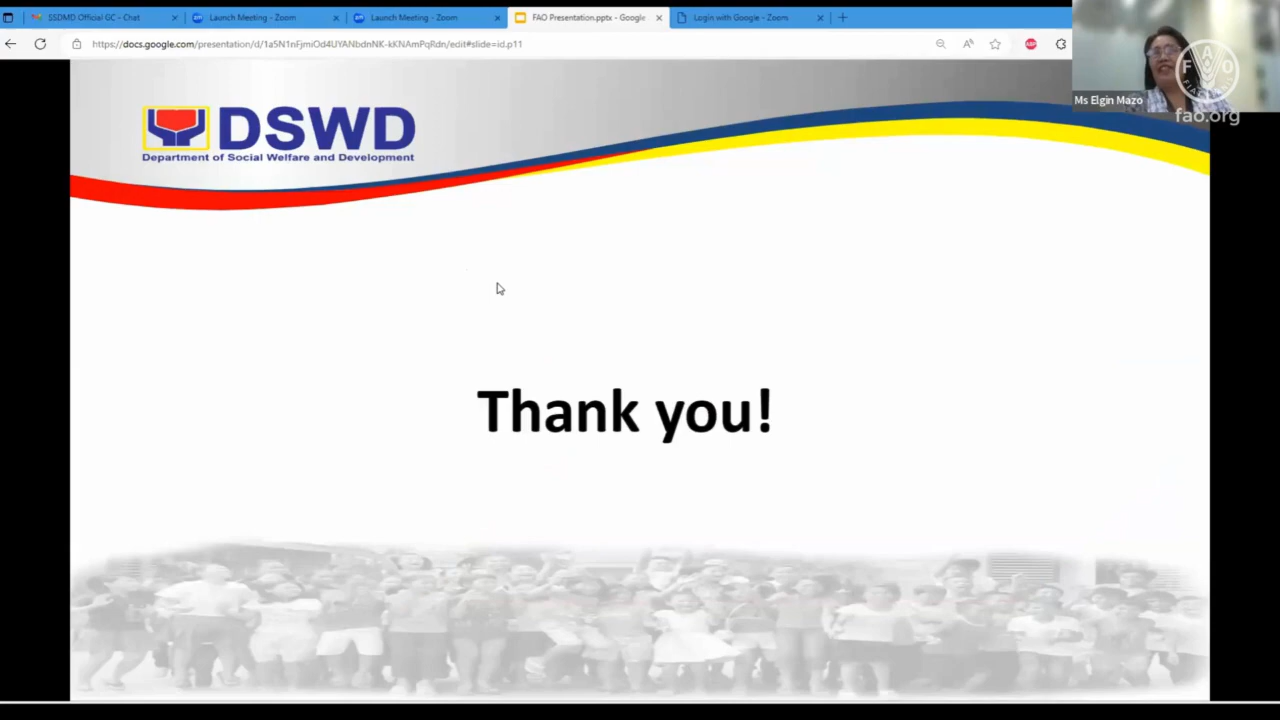 SSDMD Official GC - Chat
Launch Meeting - Zoom
Launch Meeting - Zoom
FAO Presentation.pptx - Google
Login with Google - Zoom
https://docs.google.com/presentation/d/1a5N1nFjmiOd4UYANbdnNK-kKNAmPqRdn/edit#slide=id.p11
ABP
Ms Elgin Mazo
FAO
fao.org
DSWD
Department of Social Welfare and Development
Thank you!